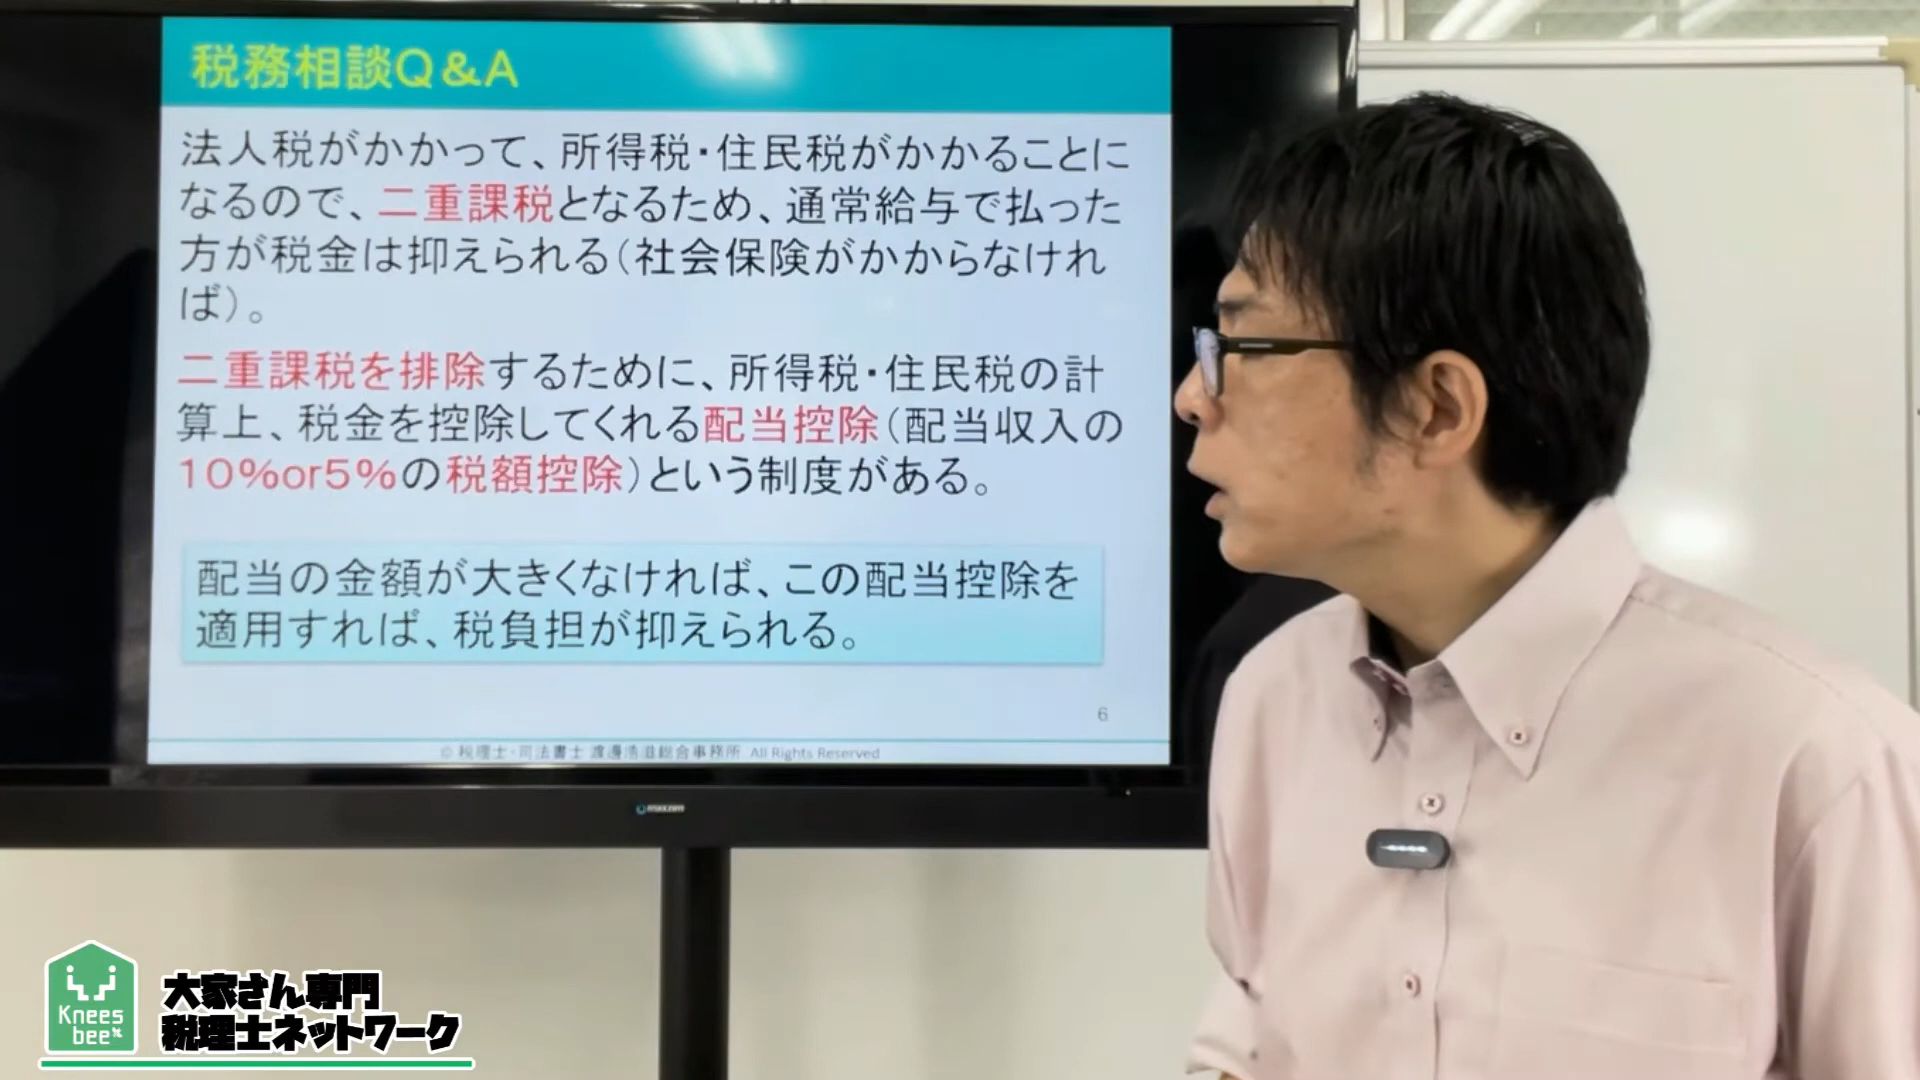 税務相談Q&A
法人税がかかって、所得税・住民税がかかることに
なるので、二重課税となるため、通常給与で払った
方が税金は抑えられる(社会保険がかからなけれ
ば)。
二重課税を排除するために、所得税・住民税の計
算上、税金を控除してくれる配当控除(配当収入の
10%or5%の税額控除)という制度がある。
配当の金額が大きくなければ、この配当控除を
適用すれば、税負担が抑えられる。
6
© 税理士・司法書士 渡邊浩滋総合事務所 All Rights Reserved
Knees
bee
大家さん専門
税理士ネットワーク